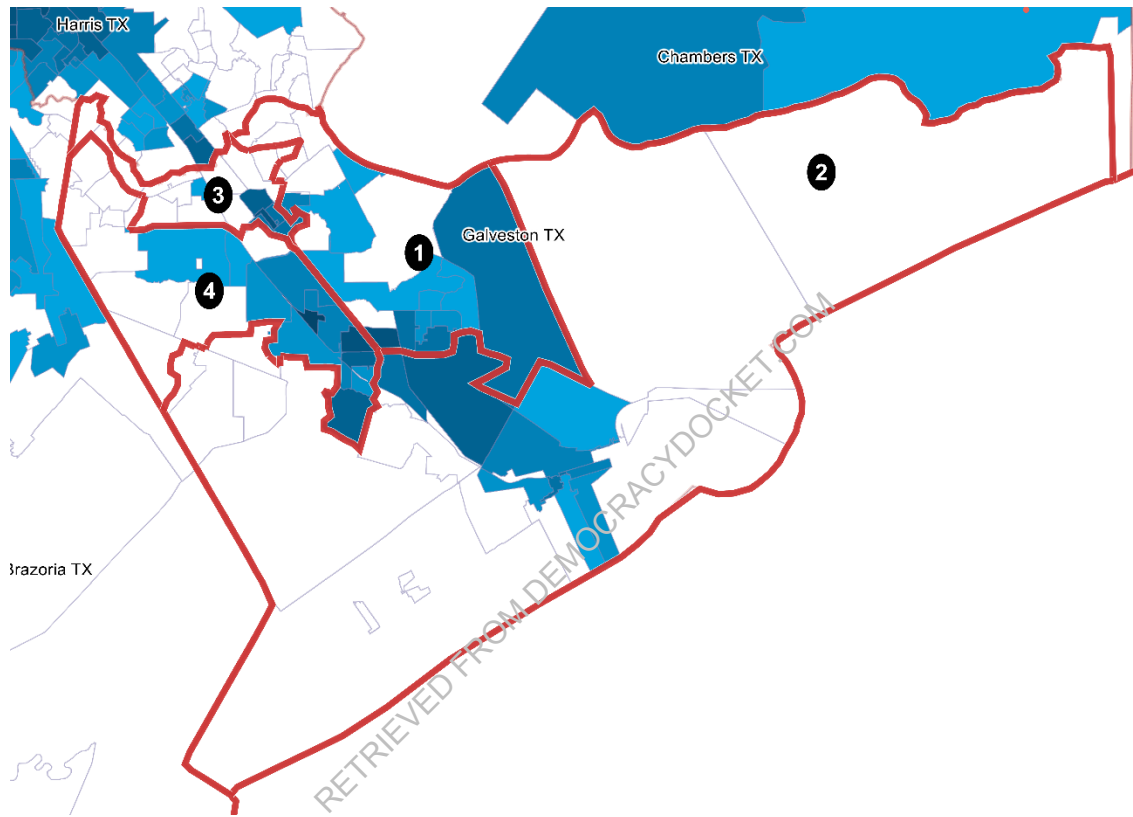 Harris TX
Chambers TX
2
3
Galveston TX
1
4
Brazoria TX
RETRIEVED FROM DEMOCRACYDOCKET.COM